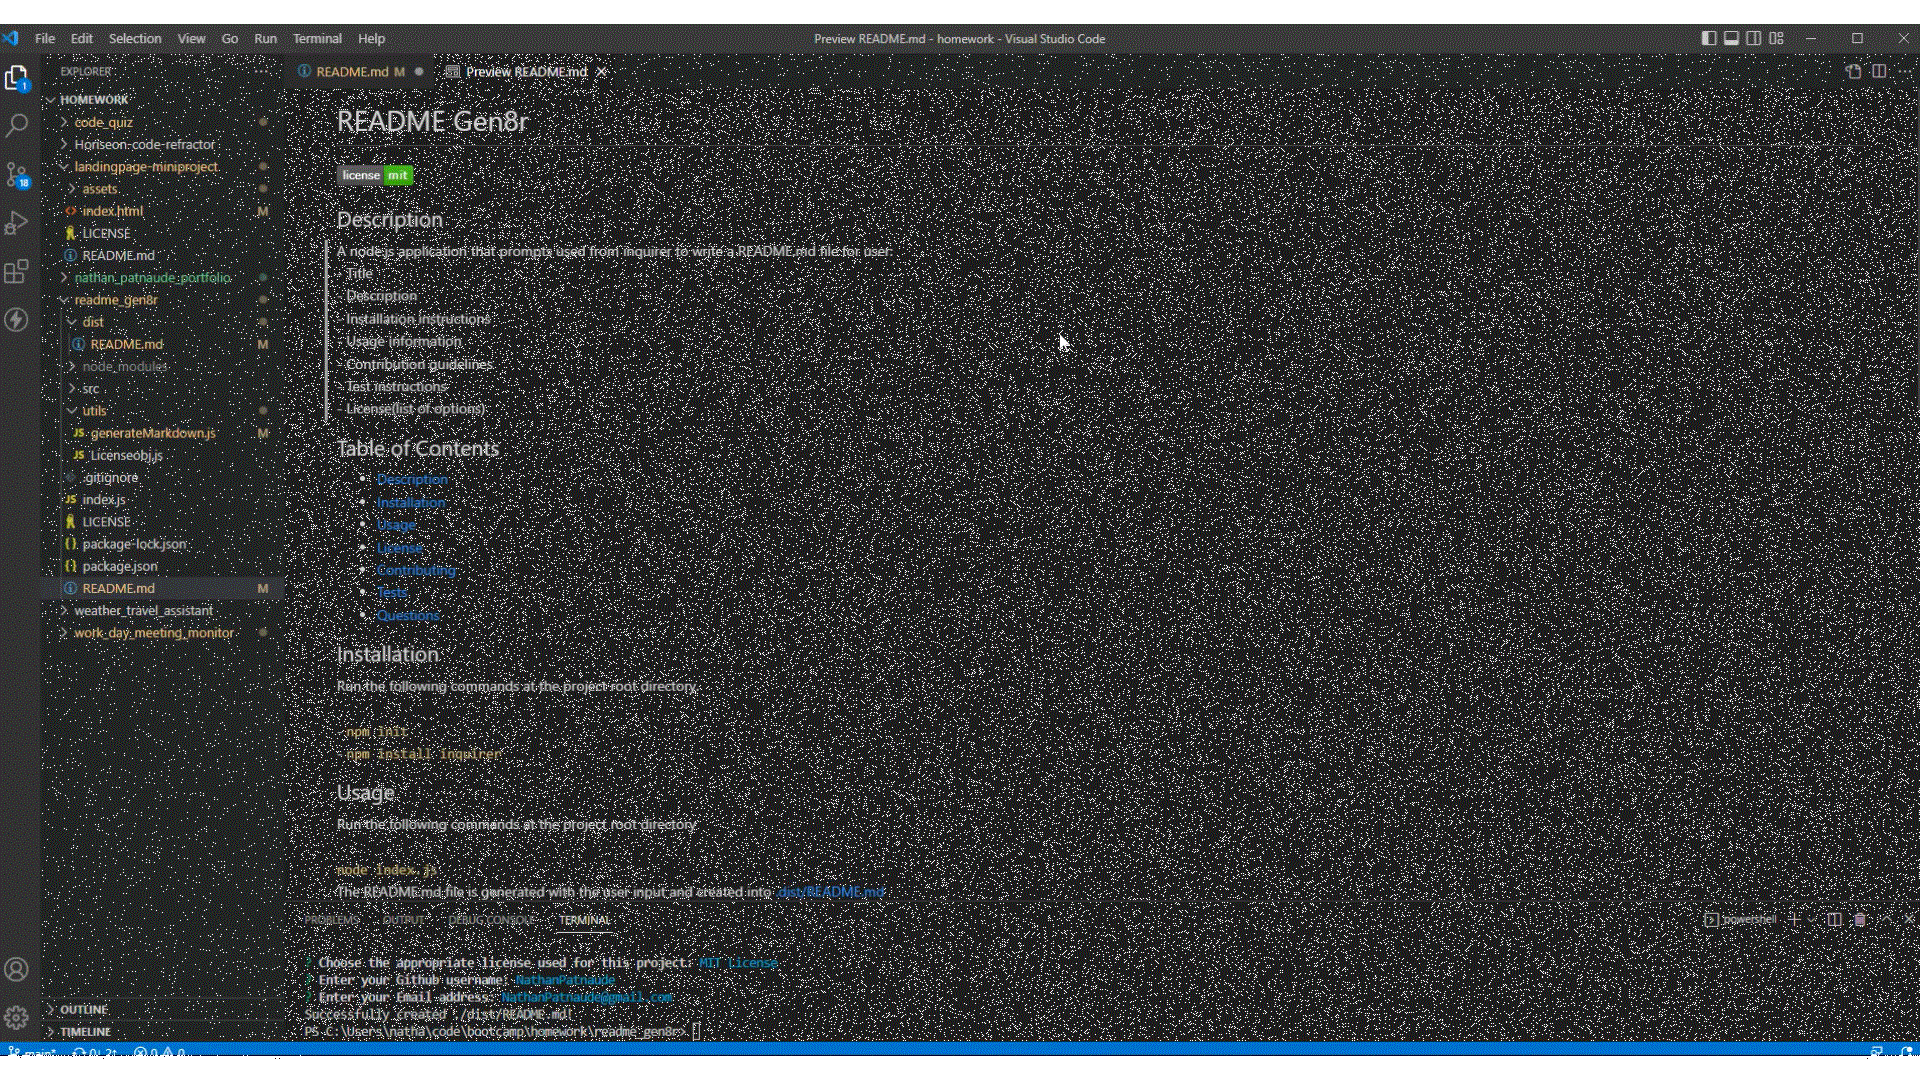 File Edit Selection View Go Run Terminal Help
Preview README.md - homework - Visual Studio Code
EXPLORER
HOMEWORK
code_quiz
Horiseon-code-refractor
landingpage-miniproject
assets
index.html M
LICENSE
README.md
nathan_patnaude_portfolio
readme_gen8r
dist
README.md M
node_modules
src
utils
generateMarkdown.js M
Licenseobj.js
.gitignore
index.js
LICENSE
package-lock.json
package.json
README.md M
weather_travel_assistant
work_day_meeting_monitor
OUTLINE
TIMELINE
README.md M
Preview README.md
README Gen8r
license mit
Description
A node.js application that prompts used from inquirer to write a README.md file for user:
- Title
- Description
- Installation instructions
- Usage information
- Contribution guidelines
- Test instructions
- License(list of options)
Table of Contents
• Description
• Installation
• Usage
• License
• Contributing
• Tests
• Questions
Installation
Run the following commands at the project root directory
- npm init
- npm install inquirer
Usage
Run the following commands at the project root directory
node index.js
The README.md file is generated with the user input and created into dist/README.md
PROBLEMS OUTPUT DEBUG CONSOLE TERMINAL
powershell
? Choose the appropriate license used for this project: MIT License
? Enter your Github username: NathanPatnaude
? Enter your Email address: NathanPatnaude@gmail.com
Successfully created ./dist/README.md!
PS C:\Users\natha\code\bootcamp\homework\readme_gen8r>